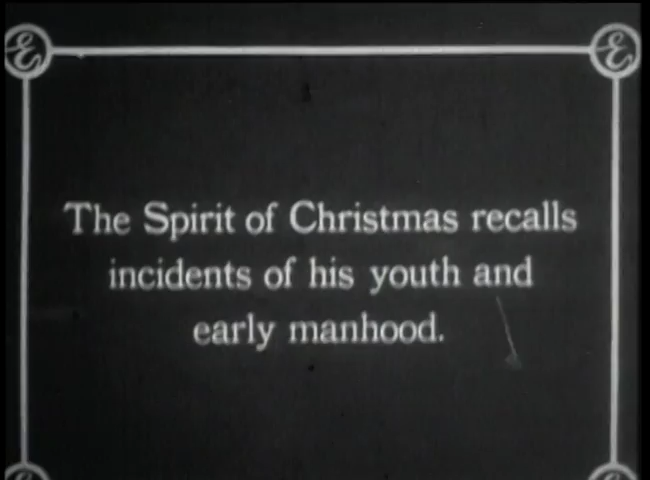 The Spirit of Christmas recalls
incidents of his youth and
early manhood.